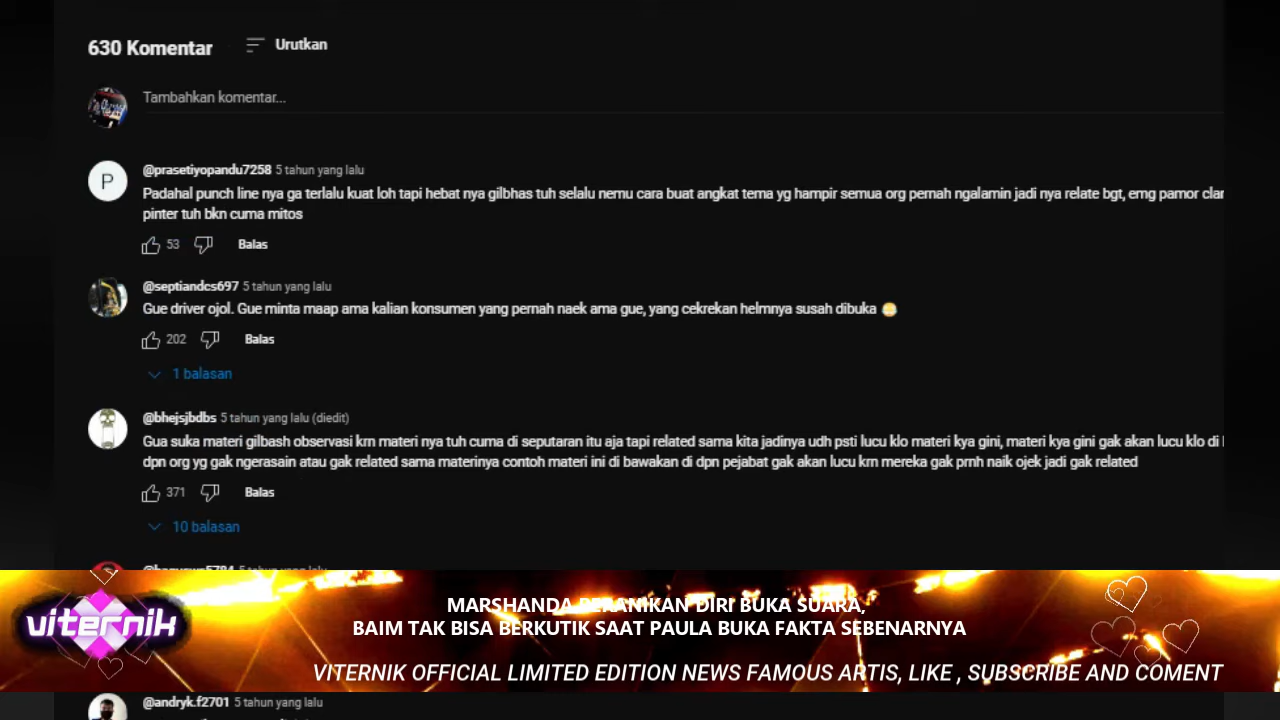 630 Komentar
Urutkan
Tambahkan komentar...
P
@prasetiyopandu7258 5 tahun yang lalu
Padahal punch line nya ga terlalu kuat loh tapi hebat nya gilbhas tuh selalu nemu cara buat angkat tema yg hampir semua org pernah ngalamin jadi nya relate bgt, emg pamor
pinter tuh bkn cuma mitos
53 Balas
@septiandcs697 5 tahun yang lalu
Gue driver ojol. Gue minta maap ama kalian konsumen yang pernah naek ama gue, yang cekrekan helmnya susah dibuka
202 Balas
1 balasan
@bhejsjbdbs 5 tahun yang lalu (diedit)
Gua suka materi gilbash observasi krn materi nya tuh cuma di seputaran itu aja tapi related sama kita jadinya udh psti lucu klo materi kya gini, materi kya gini gak akan lucu klo di
dpn org yg gak ngerasain atau gak related sama materinya contoh materi ini di bawakan di dpn pejabat gak akan lucu krn mereka gak prnh naik ojek jadi gak related
371 Balas
10 balasan
5 tahun yang lalu
viternik
MARSHANDA BERANIKAN DIRI BUKA SUARA,
BAIM TAK BISA BERKUTIK SAAT PAULA BUKA FAKTA SEBENARNYA
VITERNIK OFFICIAL LIMITED EDITION NEWS FAMOUS ARTIS, LIKE , SUBSCRIBE AND COMENT
@andryk.f2701 5 tahun yang lalu